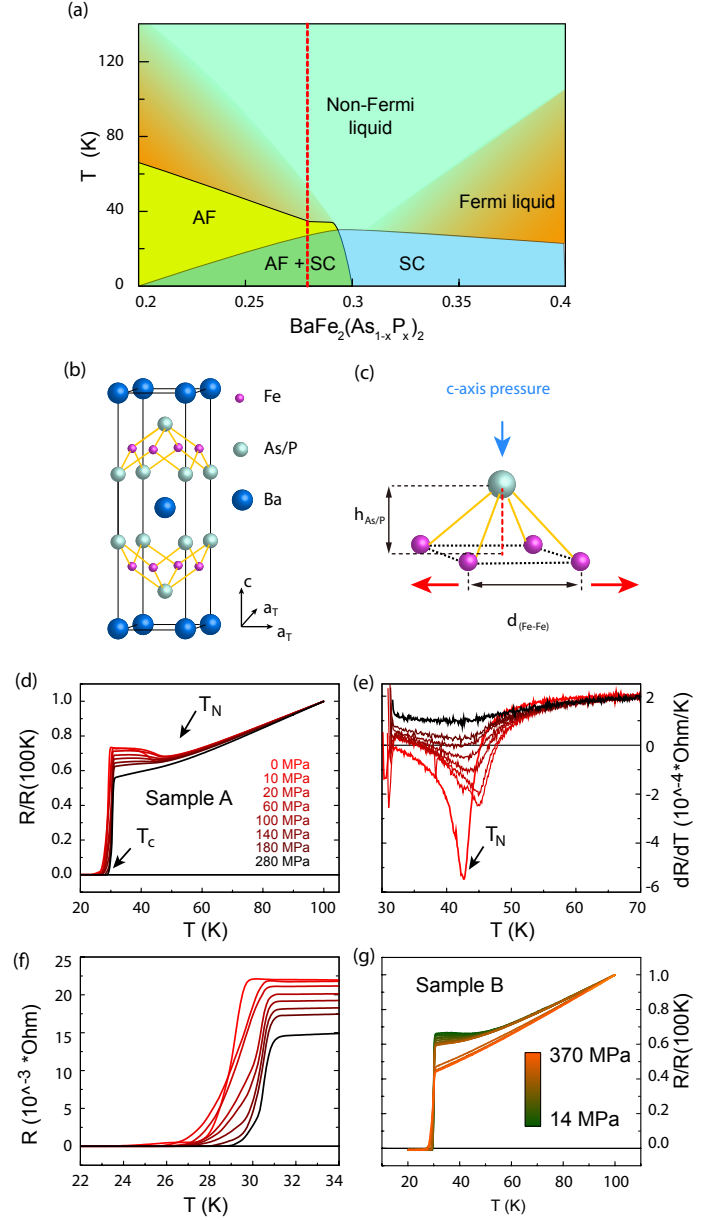 (a)
T (K)
120
80
40
0
Non-Fermi
liquid
Fermi liquid
AF
AF + SC
SC
0.2
0.25
0.3
0.35
0.4
BaFe2(As1-xPx)2
(b)
Fe
As/P
Ba
c
aT
aT
(c)
c-axis pressure
hAs/P
d(Fe-Fe)
(d)
R/R(100K)
1.0
0.8
0.6
0.4
0.2
0.0
TN
Sample A
0 MPa
10 MPa
20 MPa
60 MPa
100 MPa
140 MPa
180 MPa
280 MPa
Tc
20
40
60
80
100
T (K)
(e)
2
0
-2
-4
-6
dR/dT (10^-4*Ohm/K)
TN
30
40
50
60
70
T (K)
(f)
R (10^-3 *Ohm)
25
20
15
10
5
0
22
24
26
28
30
32
34
T (K)
(g)
Sample B
370 MPa
14 MPa
1.0
0.8
0.6
0.4
0.2
0.0
R/R(100K)
20
40
60
80
100
T (K)